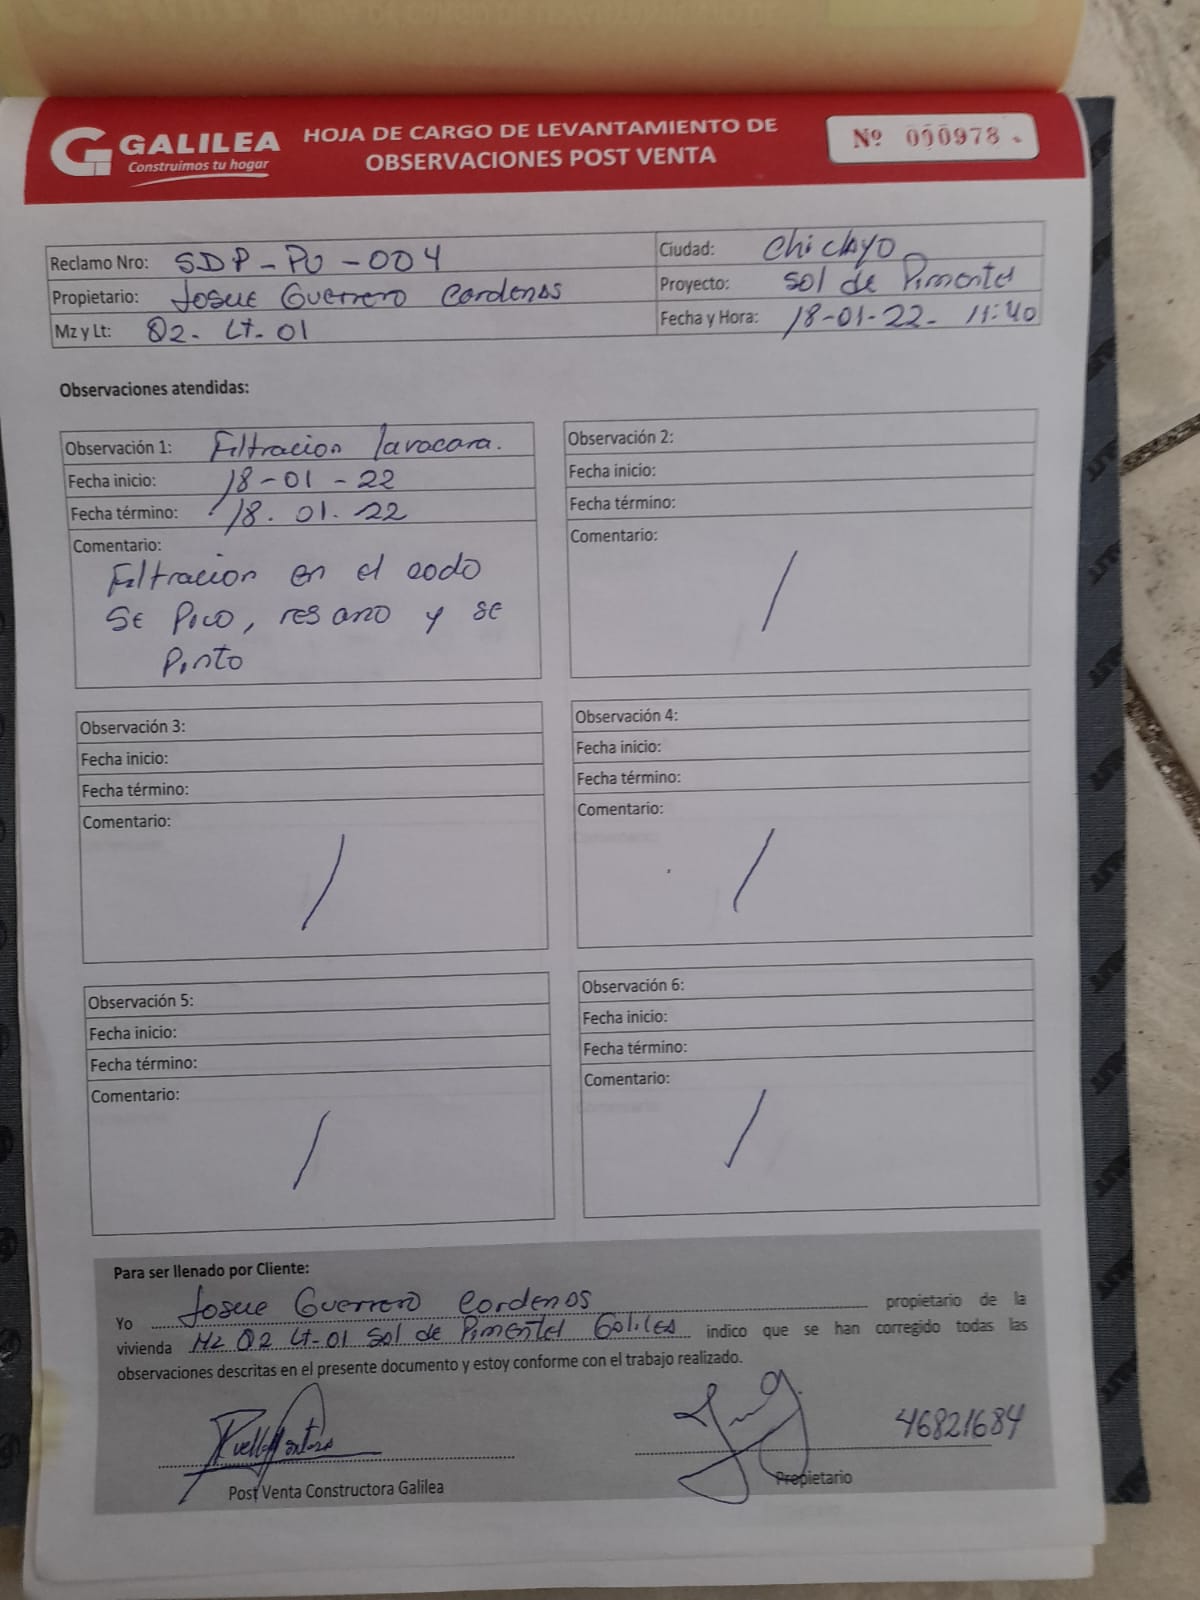 GALILEA
Construimos tu hogar
HOJA DE CARGO DE LEVANTAMIENTO DE
OBSERVACIONES POST VENTA
Nº 000978
Reclamo Nro: SDP-PU-004
Ciudad: Chiclayo
Propietario: Josue Guerrero Cardenas
Proyecto: Sol de Pimentel
Mz y Lt: Q2- Lt-01
Fecha y Hora: 18-01-22- 11:40
Observaciones atendidas:
Observación 1: Filtracion lavacara.
Fecha inicio: 18-01-22
Fecha término: 18.01.22
Comentario:
Filtracion en el codo
Se Pico, resano y se
Pinto
Observación 2:
Fecha inicio:
Fecha término:
Comentario:
/
Observación 3:
Fecha inicio:
Fecha término:
Comentario:
/
Observación 4:
Fecha inicio:
Fecha término:
Comentario:
/
Observación 5:
Fecha inicio:
Fecha término:
Comentario:
/
Observación 6:
Fecha inicio:
Fecha término:
Comentario:
/
Para ser llenado por Cliente:
Yo Josue Guerrero Cardenas propietario de la
vivienda Mz Q2 Lt-01 Sol de Pimentel Galilea indico que se han corregido todas las
observaciones descritas en el presente documento y estoy conforme con el trabajo realizado.
46821684
Post Venta Constructora Galilea
Propietario